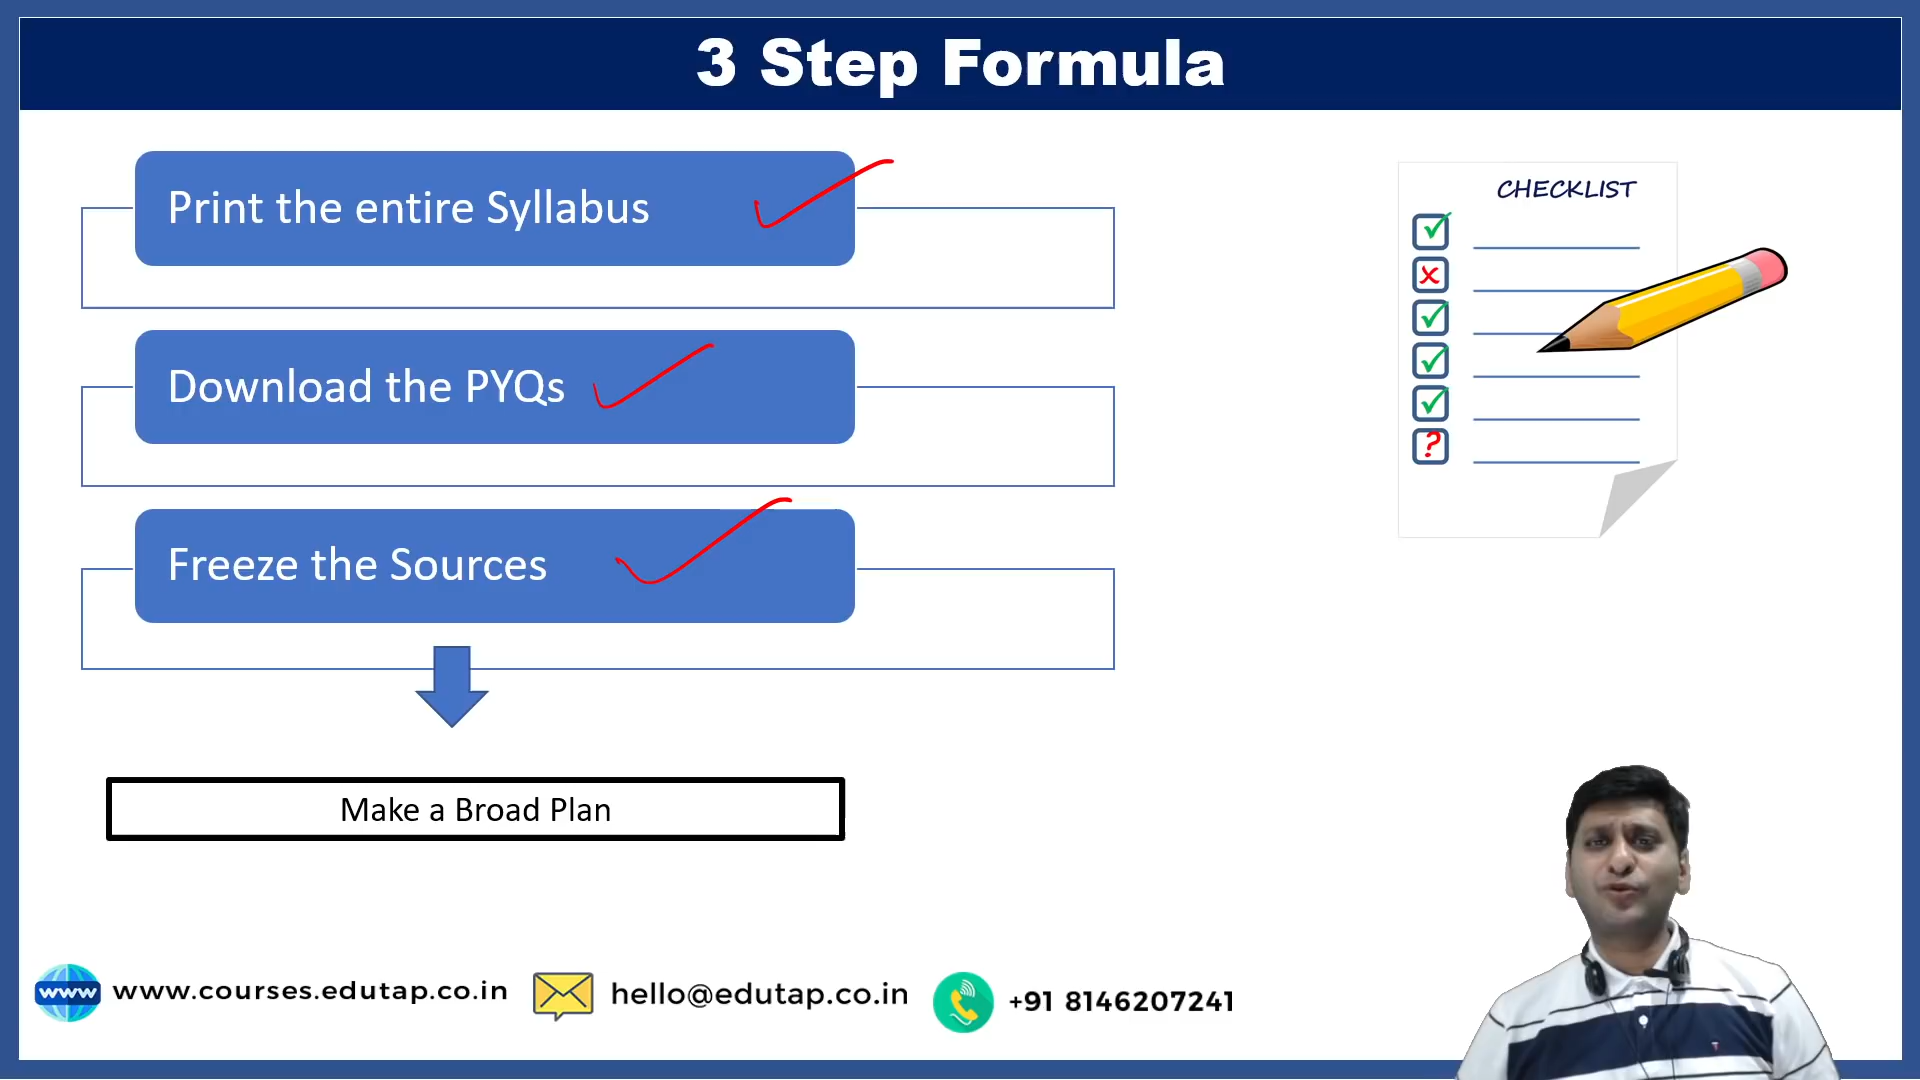 3 Step Formula
Print the entire Syllabus
Download the PYQs
Freeze the Sources
Make a Broad Plan
CHECKLIST
?
www www.courses.edutap.co.in hello@edutap.co.in +91 8146207241